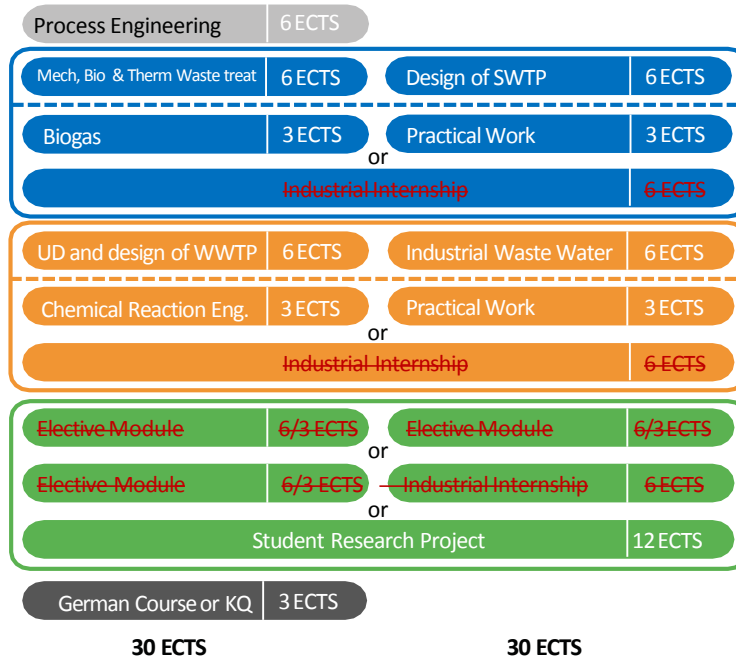 Process Engineering 6 ECTS
Mech, Bio & Therm Waste treat 6 ECTS Design of SWTP 6 ECTS
Biogas 3 ECTS Practical Work 3 ECTS
or
Industrial Internship 6 ECTS
UD and design of WWTP 6 ECTS Industrial Waste Water 6 ECTS
Chemical Reaction Eng. 3 ECTS Practical Work 3 ECTS
or
Industrial Internship 6 ECTS
Elective Module 6/3 ECTS Elective Module 6/3 ECTS
or
Elective Module 6/3 ECTS Industrial Internship 6 ECTS
or
Student Research Project 12 ECTS
German Course or KQ 3 ECTS
30 ECTS 30 ECTS